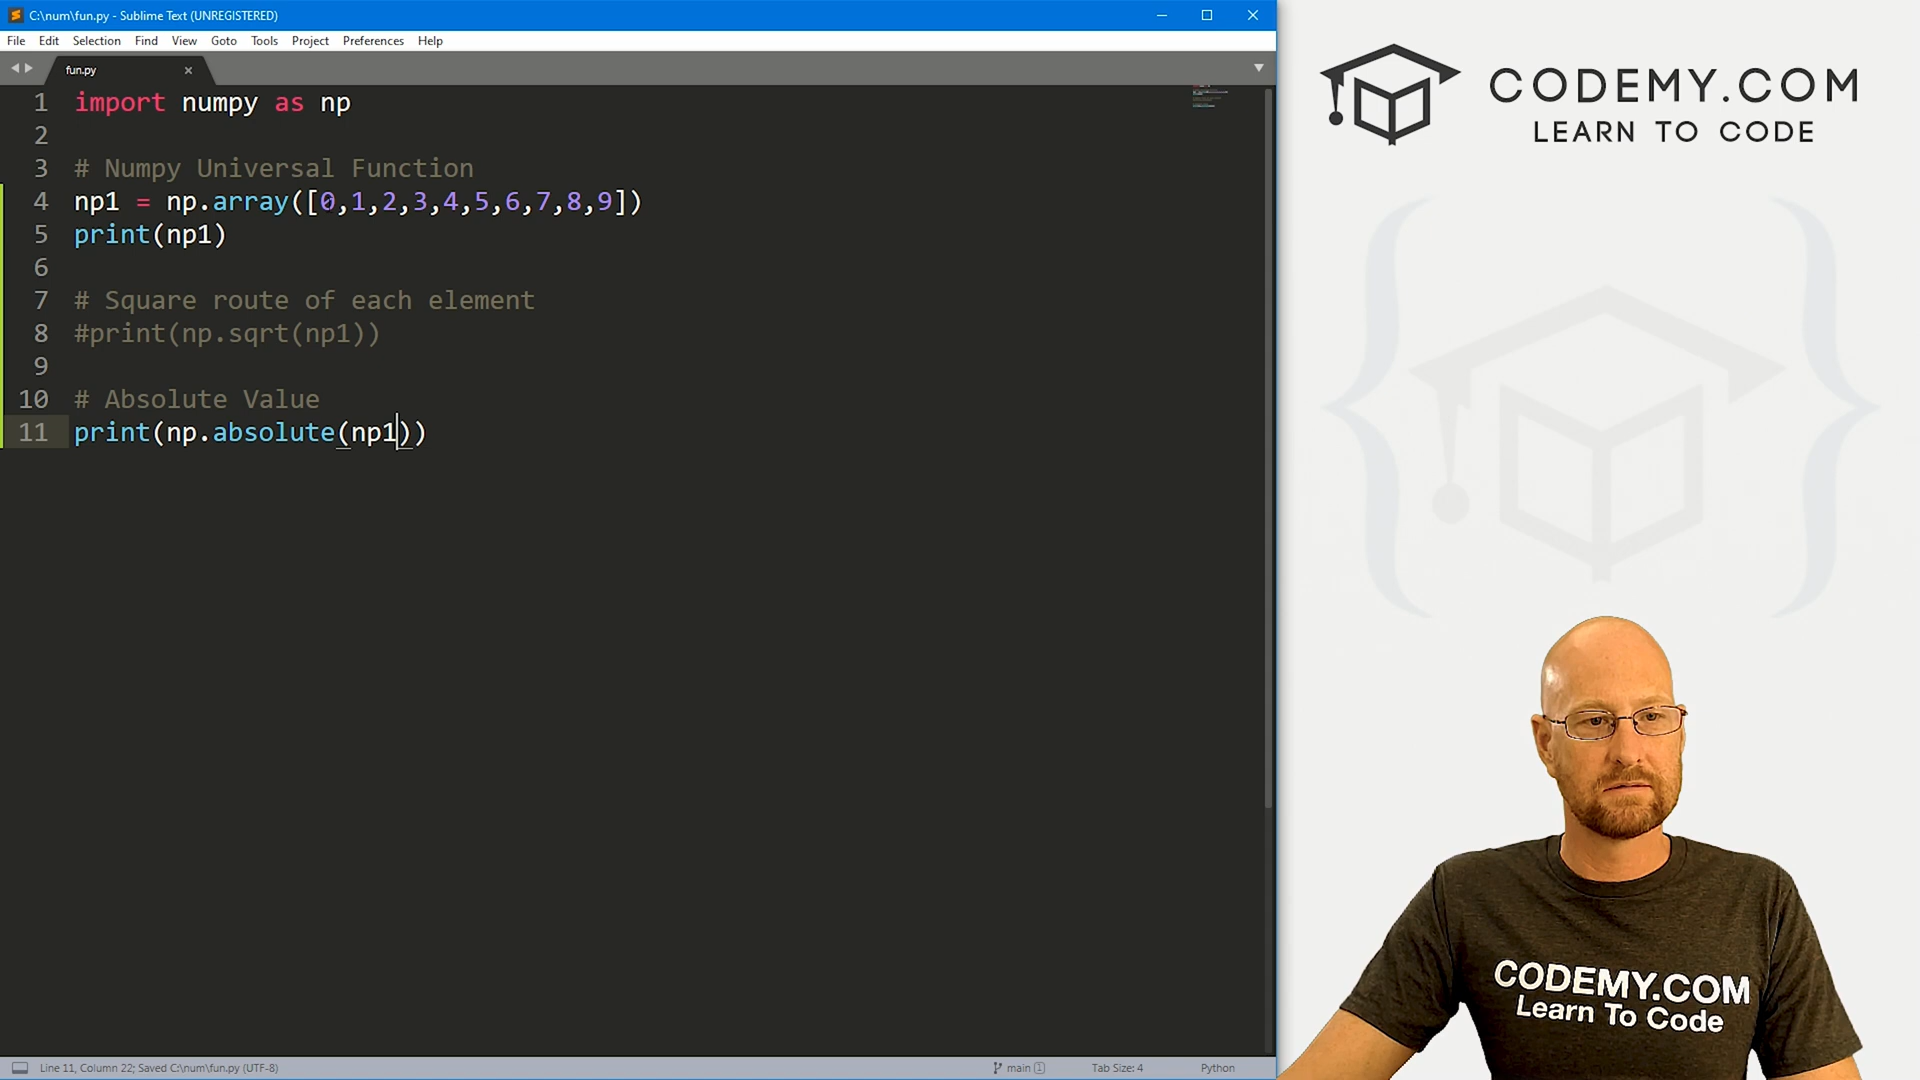 C:\num\fun.py - Sublime Text (UNREGISTERED)
File Edit Selection Find View Goto Tools Project Preferences Help
fun.py
1 import numpy as np
2
3 # Numpy Universal Function
4 np1 = np.array([0,1,2,3,4,5,6,7,8,9])
5 print(np1)
6
7 # Square route of each element
8 #print(np.sqrt(np1))
9
10 # Absolute Value
11 print(np.absolute(np1))
Line 11, Column 22; Saved C:\num\fun.py (UTF-8)
main 1
Tab Size: 4
Python
CODEMY.COM
LEARN TO CODE
CODEMY.COM
Learn To Code